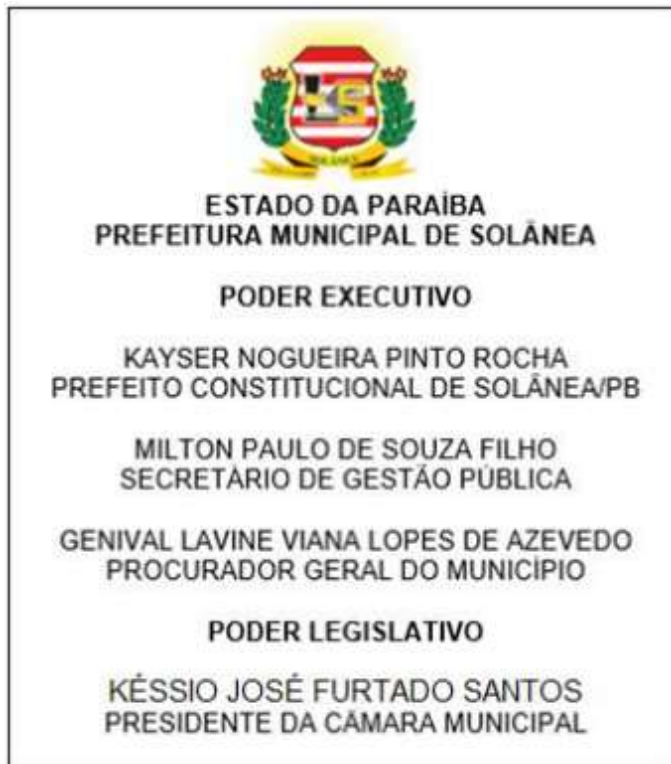 SOLÂNEA
ESTADO DA PARAÍBA
PREFEITURA MUNICIPAL DE SOLÂNEA
PODER EXECUTIVO
KAYSER NOGUEIRA PINTO ROCHA
PREFEITO CONSTITUCIONAL DE SOLÂNEA/PB
MILTON PAULO DE SOUZA FILHO
SECRETÁRIO DE GESTÃO PÚBLICA
GENIVAL LAVINE VIANA LOPES DE AZEVEDO
PROCURADOR GERAL DO MUNICÍPIO
PODER LEGISLATIVO
KÉSSIO JOSÉ FURTADO SANTOS
PRESIDENTE DA CÂMARA MUNICIPAL